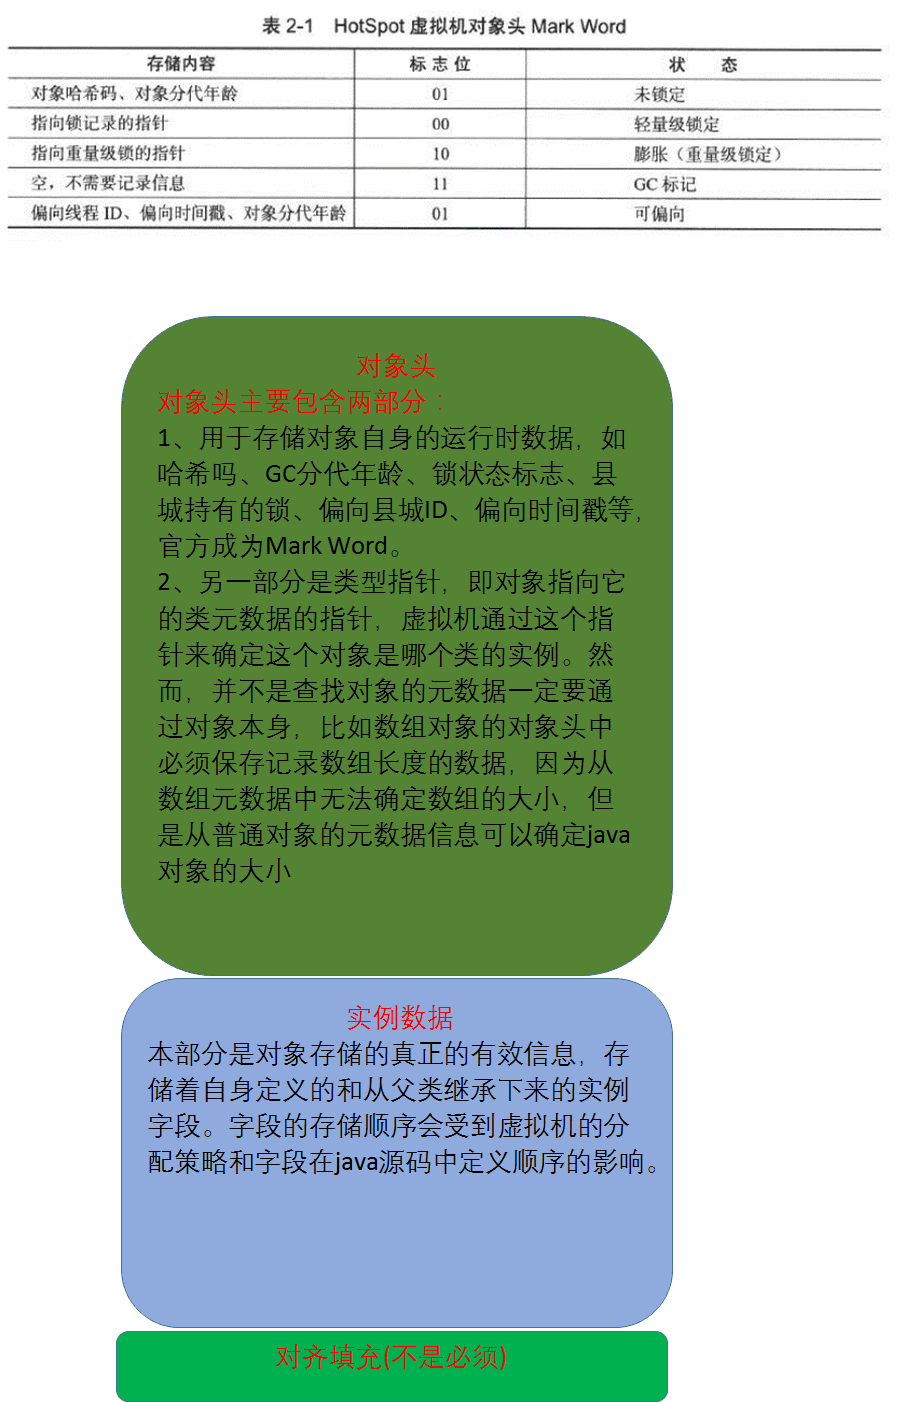 表 2-1 HotSpot 虚拟机对象头 Mark Word
存储内容 标志位 状态
对象哈希码、对象分代年龄 01 未锁定
指向锁记录的指针 00 轻量级锁定
指向重量级锁的指针 10 膨胀（重量级锁定）
空，不需要记录信息 11 GC 标记
偏向线程 ID、偏向时间戳、对象分代年龄 01 可偏向
对象头
对象头主要包含两部分：
1、用于存储对象自身的运行时数据，如
哈希吗、GC分代年龄、锁状态标志、县
城持有的锁、偏向县城ID、偏向时间戳等，
官方成为Mark Word。
2、另一部分是类型指针，即对象指向它
的类元数据的指针，虚拟机通过这个指
针来确定这个对象是哪个类的实例。然
而，并不是查找对象的元数据一定要通
过对象本身，比如数组对象的对象头中
必须保存记录数组长度的数据，因为从
数组元数据中无法确定数组的大小，但
是从普通对象的元数据信息可以确定java
对象的大小
实例数据
本部分是对象存储的真正的有效信息，存
储着自身定义的和从父类继承下来的实例
字段。字段的存储顺序会受到虚拟机的分
配策略和字段在java源码中定义顺序的影响。
对齐填充(不是必须)